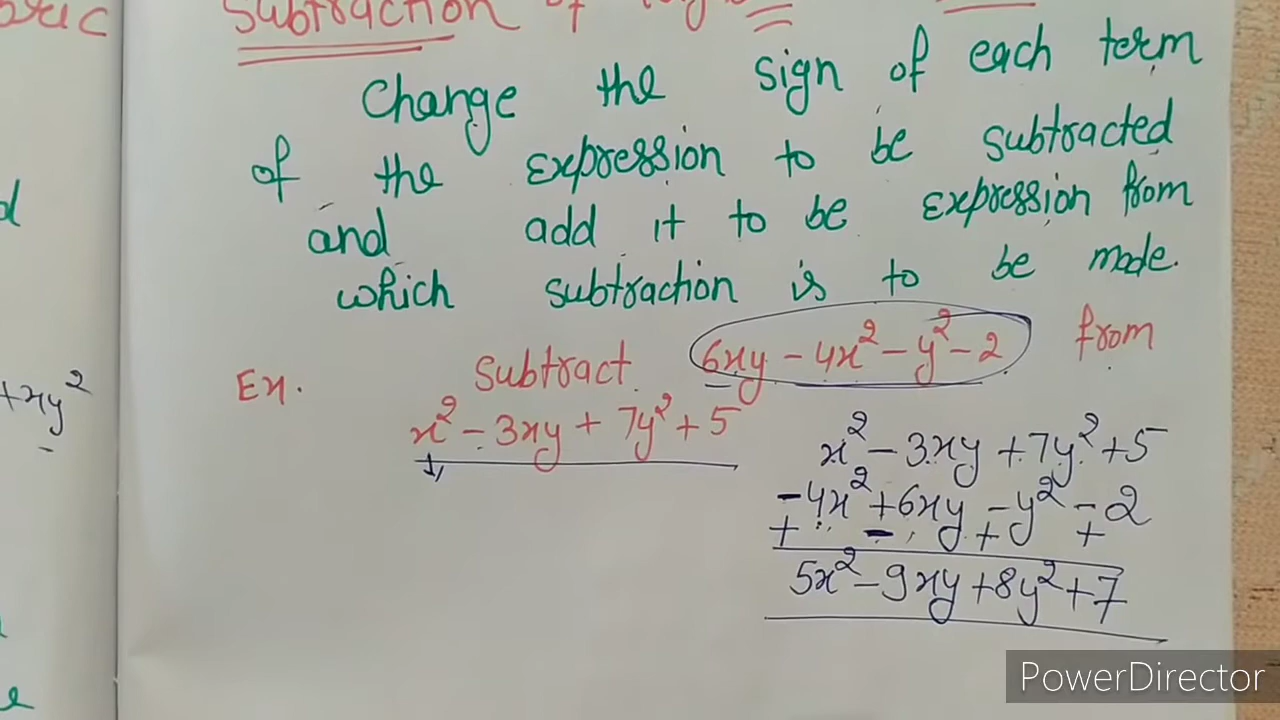 Subtraction of
Change the sign of each term
of the expression to be subtracted
and add it to be expression from
which subtraction is to be made.
Ex. Subtract 6xy - 4x² - y² - 2 from
x² - 3xy + 7y² + 5
x² - 3xy + 7y² + 5
-4x² + 6xy - y² - 2
+ - + +
5x² - 9xy + 8y² + 7
+xy²
PowerDirector